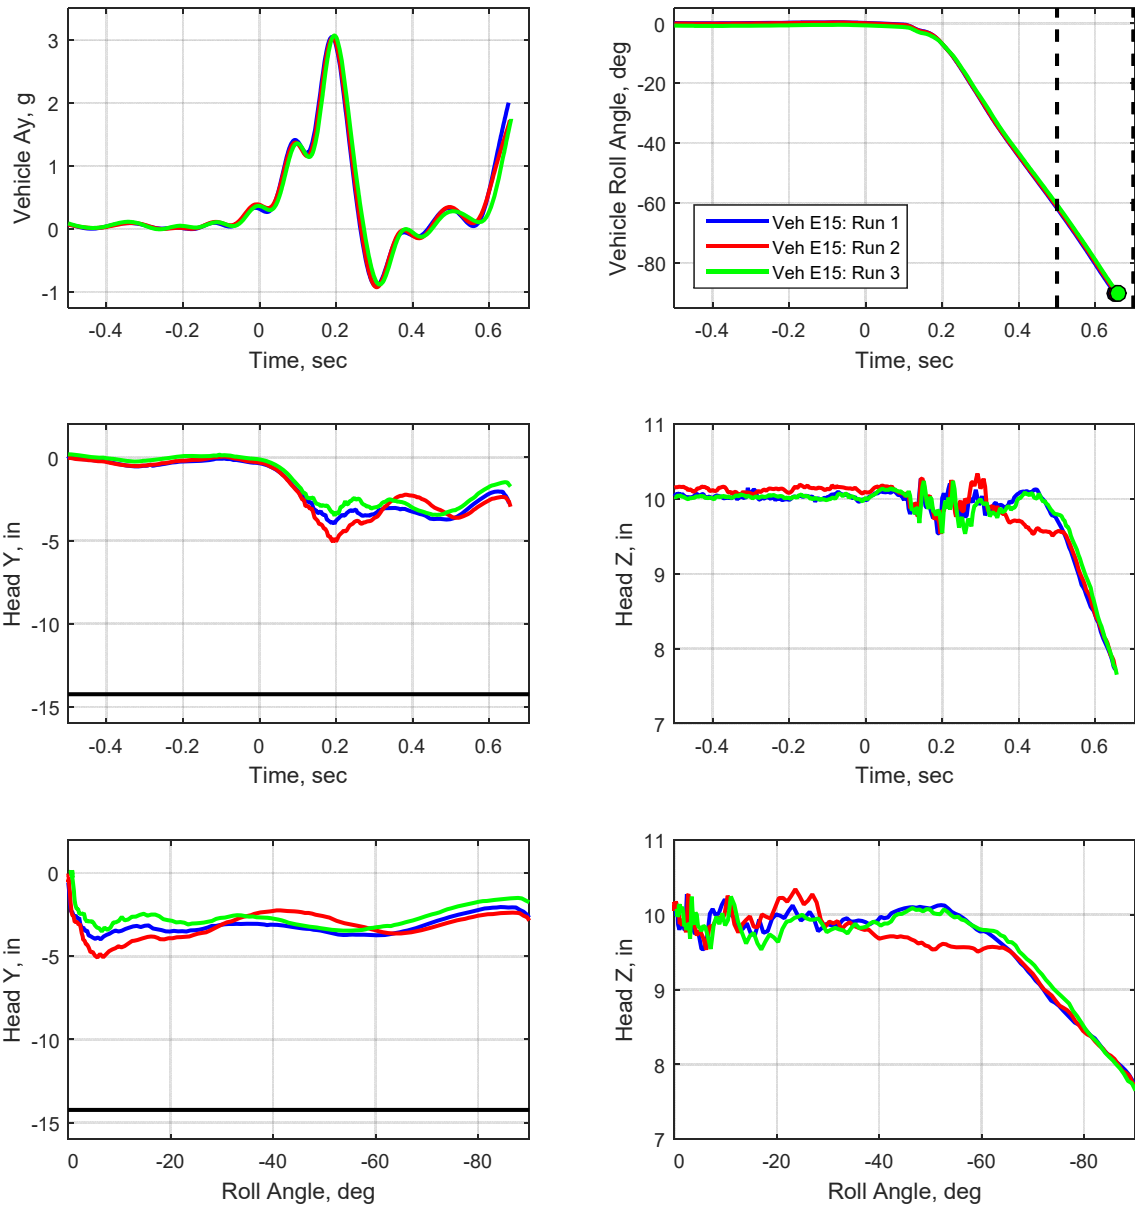 3
2
1
0
-1
Vehicle Ay, g
-0.4 -0.2 0 0.2 0.4 0.6
Time, sec
0
-20
-40
-60
-80
Vehicle Roll Angle, deg
Veh E15: Run 1
Veh E15: Run 2
Veh E15: Run 3
-0.4 -0.2 0 0.2 0.4 0.6
Time, sec
0
-5
-10
-15
Head Y, in
-0.4 -0.2 0 0.2 0.4 0.6
Time, sec
11
10
9
8
7
Head Z, in
-0.4 -0.2 0 0.2 0.4 0.6
Time, sec
0
-5
-10
-15
Head Y, in
0 -20 -40 -60 -80
Roll Angle, deg
11
10
9
8
7
Head Z, in
0 -20 -40 -60 -80
Roll Angle, deg